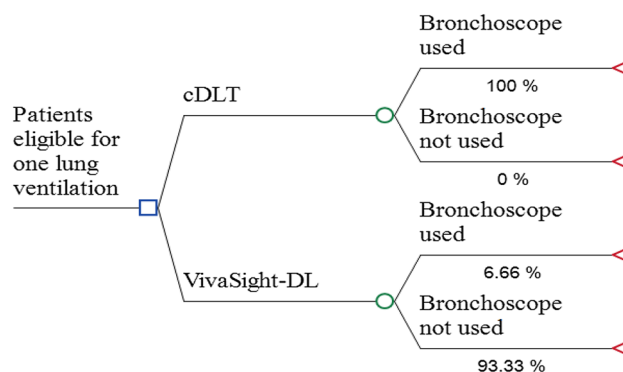 Patients
eligible for
one lung
ventilation
cDLT
Bronchoscope
used
100 %
Bronchoscope
not used
0 %
VivaSight-DL
Bronchoscope
used
6.66 %
Bronchoscope
not used
93.33 %